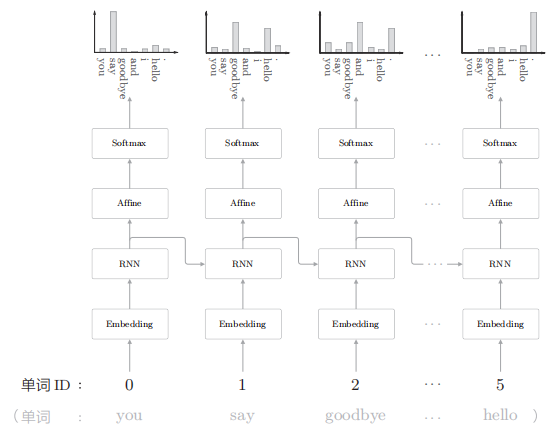 you say goodbye and i hello . you say goodbye and i hello . you say goodbye and i hello . ... you say goodbye and i hello .
Softmax Softmax Softmax ... Softmax
Affine Affine Affine ... Affine
RNN RNN RNN ... RNN
Embedding Embedding Embedding ... Embedding
单词 ID : 0 1 2 ... 5
(单词 : you say goodbye ... hello )